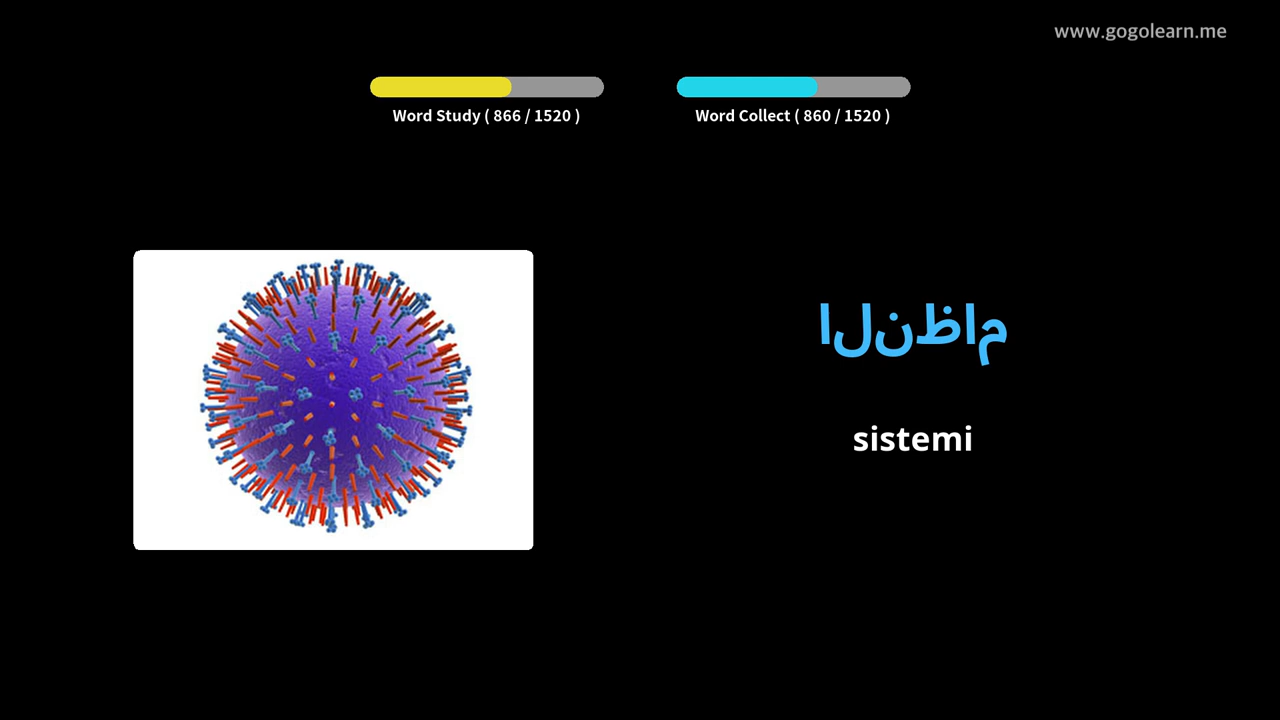 www.gogolearn.me
Word Study ( 866 / 1520 )
Word Collect ( 860 / 1520 )
النظام
sistemi